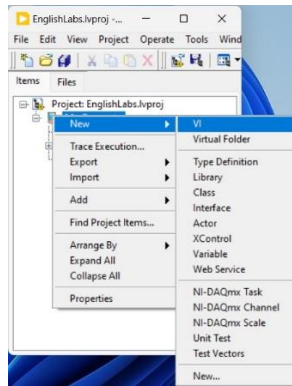 EnglishLabs.lvproj -...
File Edit View Project Operate Tools Wind
Items Files
Project: EnglishLabs.lvproj
New
Trace Execution...
Export
Import
Add
Find Project Items...
Arrange By
Expand All
Collapse All
Properties
VI
Virtual Folder
Type Definition
Library
Class
Interface
Actor
XControl
Variable
Web Service
NI-DAQmx Task
NI-DAQmx Channel
NI-DAQmx Scale
Unit Test
Test Vectors
New...